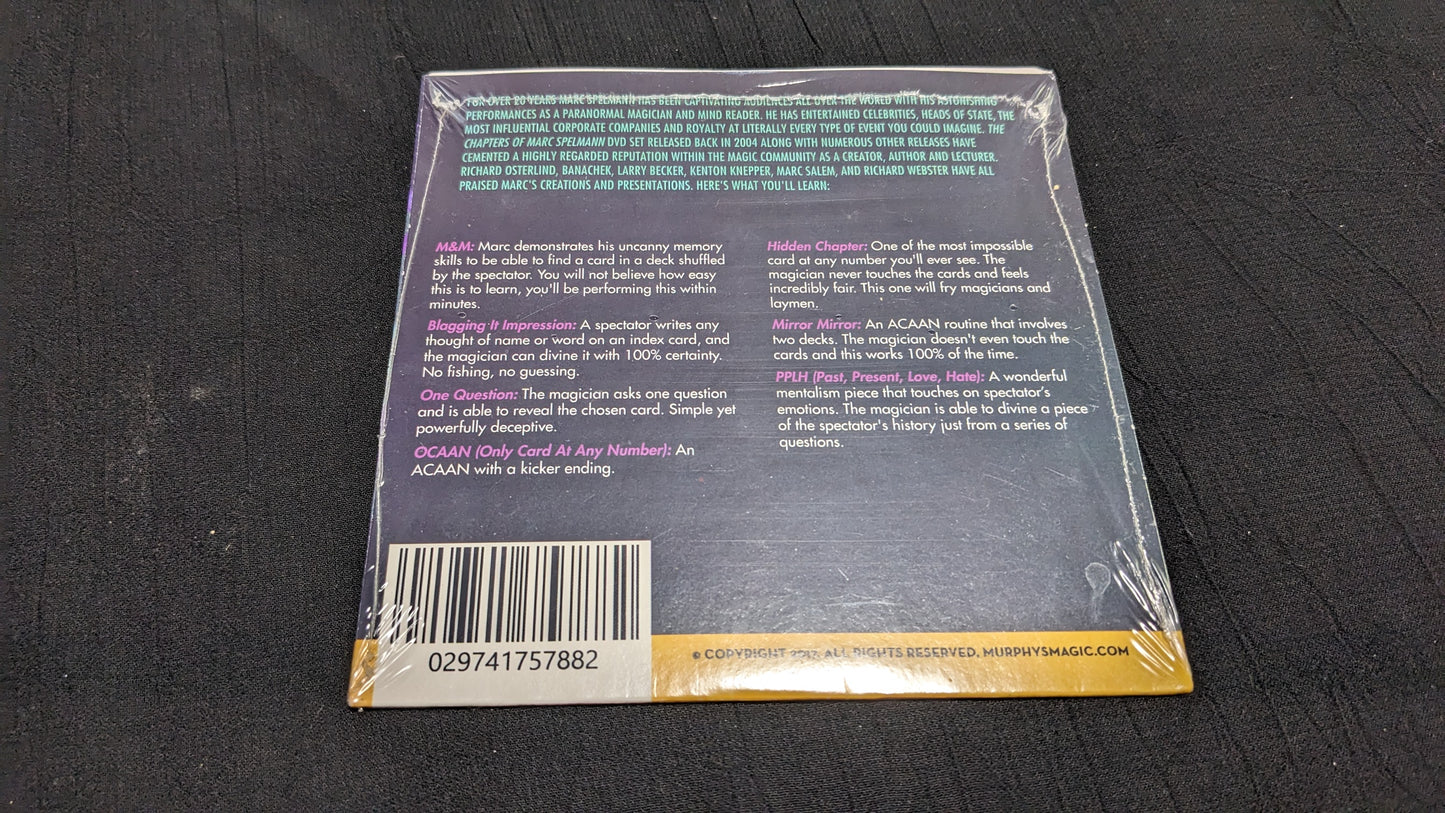 FOR OVER 20 YEARS MARC SPELMANN HAS BEEN CAPTIVATING AUDIENCES ALL OVER THE WORLD WITH HIS ASTONISHING
PERFORMANCES AS A PARANORMAL MAGICIAN AND MIND READER. HE HAS ENTERTAINED CELEBRITIES, HEADS OF STATE, THE
MOST INFLUENTIAL CORPORATE COMPANIES AND ROYALTY AT LITERALLY EVERY TYPE OF EVENT YOU COULD IMAGINE. THE
CHAPTERS OF MARC SPELMANN DVD SET RELEASED BACK IN 2004 ALONG WITH NUMEROUS OTHER RELEASES HAVE
CEMENTED A HIGHLY REGARDED REPUTATION WITHIN THE MAGIC COMMUNITY AS A CREATOR, AUTHOR AND LECTURER.
RICHARD OSTERLIND, BANACHEK, LARRY BECKER, KENTON KNEPPER, MARC SALEM, AND RICHARD WEBSTER HAVE ALL
PRAISED MARC'S CREATIONS AND PRESENTATIONS. HERE'S WHAT YOU'LL LEARN:
M&M: Marc demonstrates his uncanny memory
skills to be able to find a card in a deck shuffled
by the spectator. You will not believe how easy
this is to learn, you'll be performing this within
minutes.
Blagging It Impression: A spectator writes any
thought of name or word on an index card, and
the magician can divine it with 100% certainty.
No fishing, no guessing.
One Question: The magician asks one question
and is able to reveal the chosen card. Simple yet
powerfully deceptive.
OCAAN (Only Card At Any Number): An
ACAAN with a kicker ending.
Hidden Chapter: One of the most impossible
card at any number you'll ever see. The
magician never touches the cards and feels
incredibly fair. This one will fry magicians and
laymen.
Mirror Mirror: An ACAAN routine that involves
two decks. The magician doesn't even touch the
cards and this works 100% of the time.
PPLH (Past, Present, Love, Hate): A wonderful
mentalism piece that touches on spectator's
emotions. The magician is able to divine a piece
of the spectator's history just from a series of
questions.
029741757882
© COPYRIGHT ALL RIGHTS RESERVED. MURPHYSMAGIC.COM